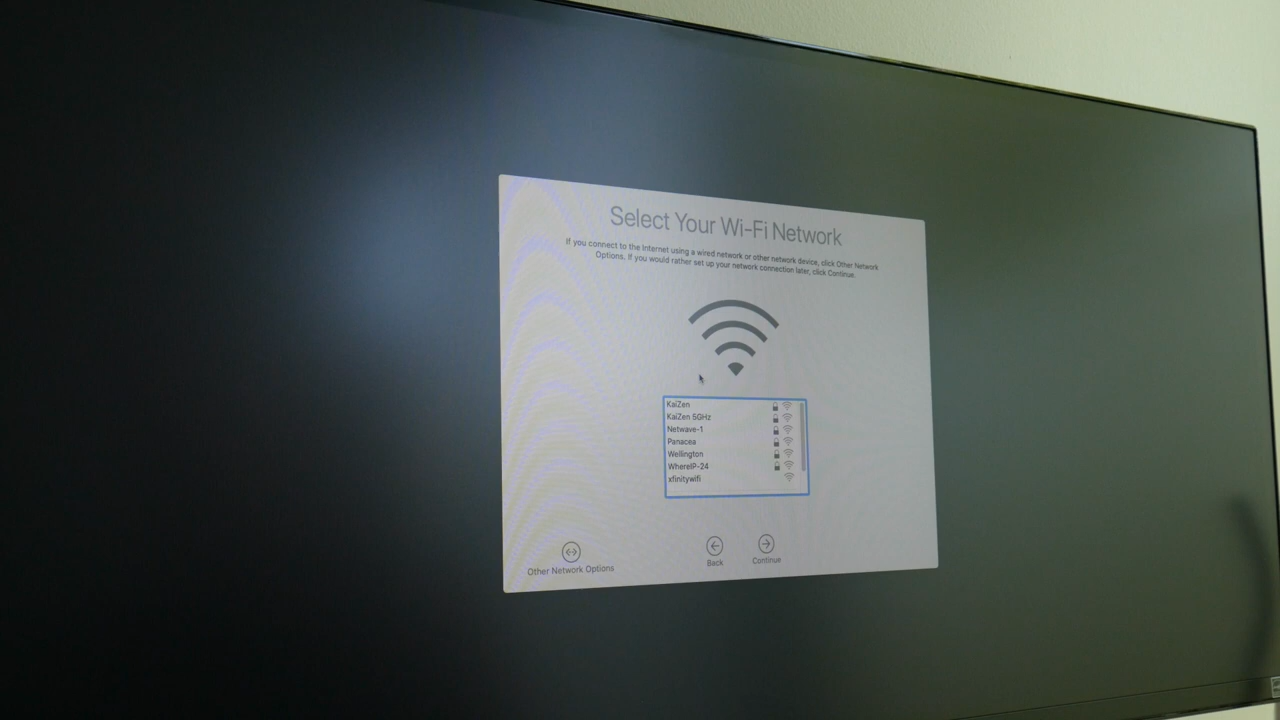 Select Your Wi-Fi Network
If you connect to the Internet using a wired network or other network device, click Other Network
Options. If you would rather set up your network connection later, click Continue.
KaiZen
KaiZen 5GHz
Netwave-1
Panacea
Wellington
WhereIP-24
xfinitywifi
Other Network Options
Back
Continue